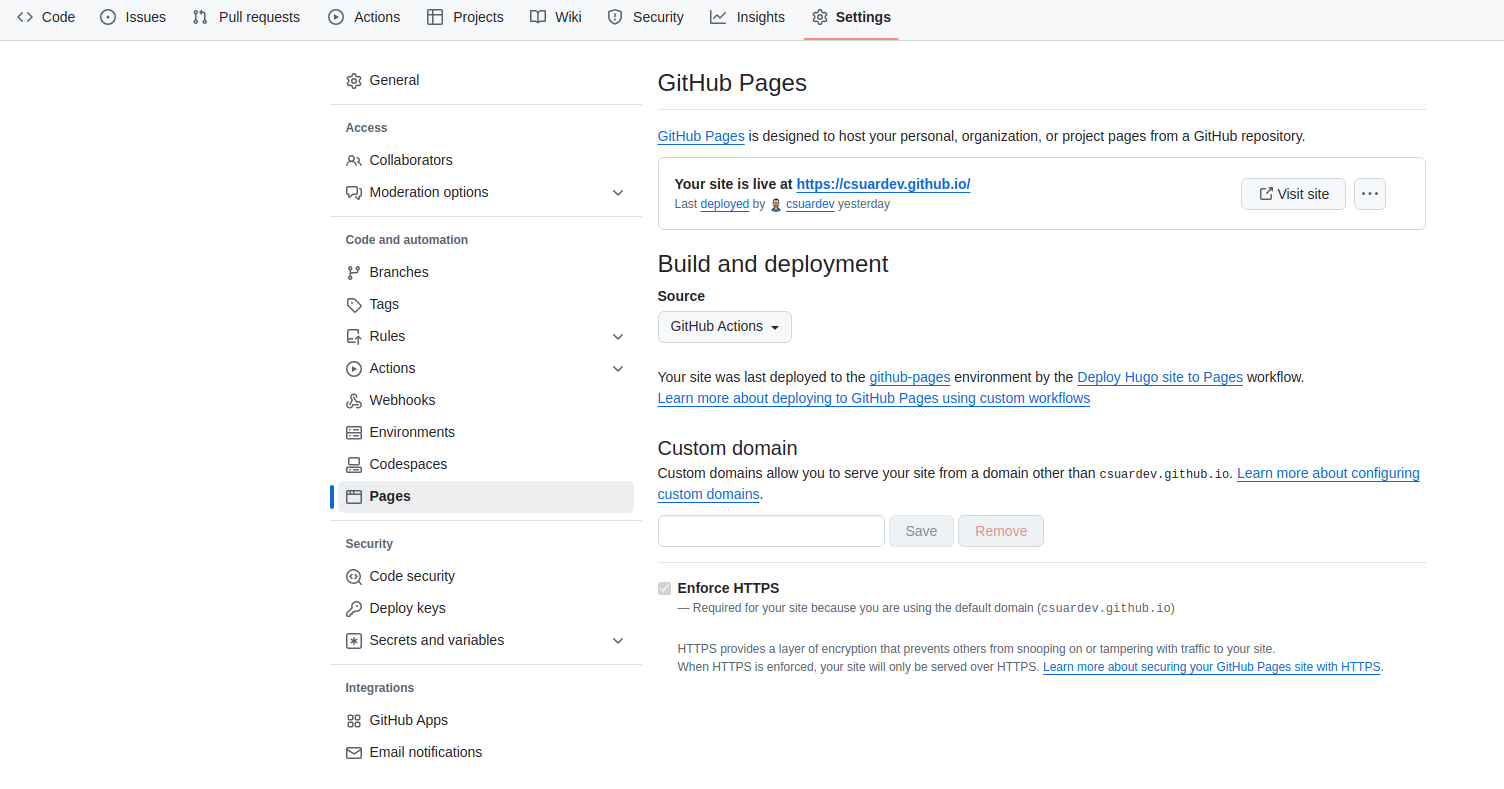 Code Issues Pull requests Actions Projects Wiki Security Insights Settings
General
Access
Collaborators
Moderation options
Code and automation
Branches
Tags
Rules
Actions
Webhooks
Environments
Codespaces
Pages
Security
Code security
Deploy keys
Secrets and variables
Integrations
GitHub Apps
Email notifications
GitHub Pages
GitHub Pages is designed to host your personal, organization, or project pages from a GitHub repository.
Your site is live at https://csuardev.github.io/
Last deployed by csuardev yesterday
Visit site
Build and deployment
Source
GitHub Actions
Your site was last deployed to the github-pages environment by the Deploy Hugo site to Pages workflow.
Learn more about deploying to GitHub Pages using custom workflows
Custom domain
Custom domains allow you to serve your site from a domain other than csuardev.github.io. Learn more about configuring
custom domains.
Save Remove
Enforce HTTPS
— Required for your site because you are using the default domain (csuardev.github.io)
HTTPS provides a layer of encryption that prevents others from snooping on or tampering with traffic to your site.
When HTTPS is enforced, your site will only be served over HTTPS. Learn more about securing your GitHub Pages site with HTTPS.